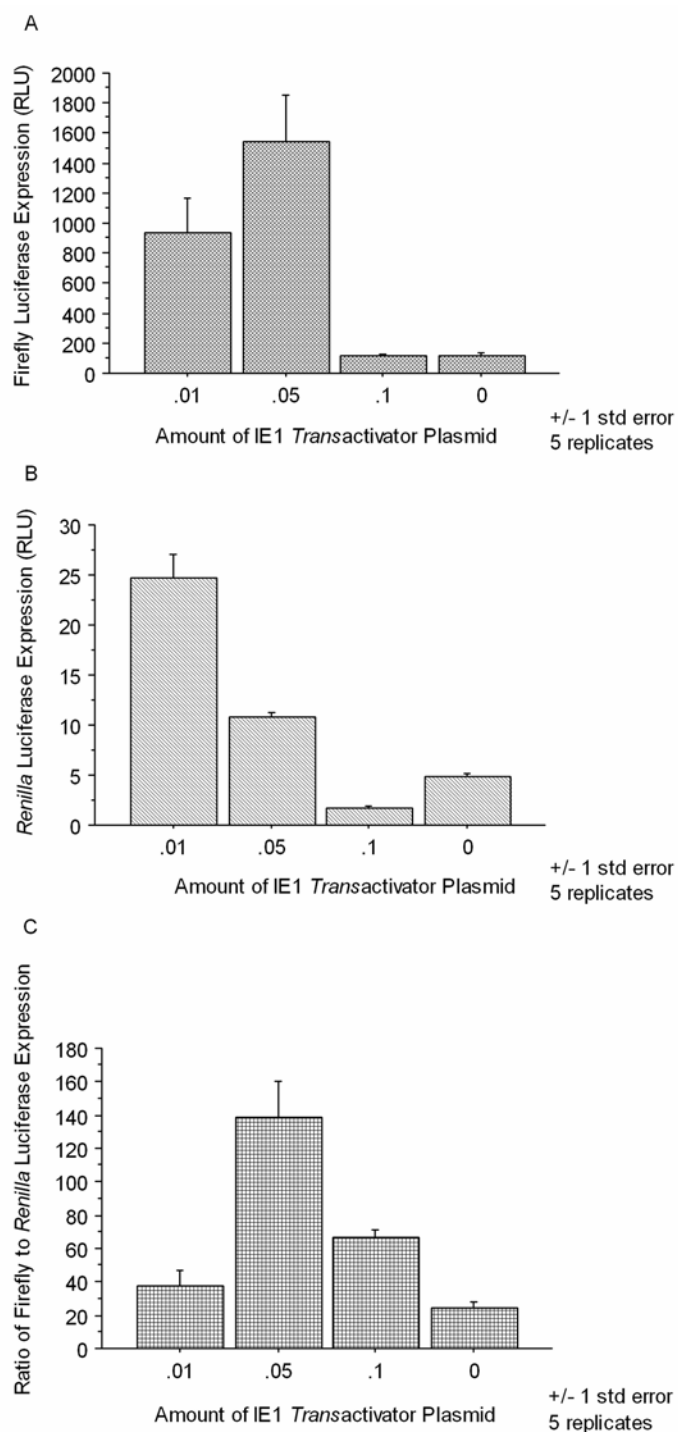 A
Firefly Luciferase Expression (RLU)
2000
1800
1600
1400
1200
1000
800
600
400
200
0
.01 .05 .1 0
Amount of IE1 Transactivator Plasmid
+/- 1 std error
5 replicates
B
Renilla Luciferase Expression (RLU)
30
25
20
15
10
5
0
.01 .05 .1 0
Amount of IE1 Transactivator Plasmid
+/- 1 std error
5 replicates
C
Ratio of Firefly to Renilla Luciferase Expression
180
160
140
120
100
80
60
40
20
0
.01 .05 .1 0
Amount of IE1 Transactivator Plasmid
+/- 1 std error
5 replicates